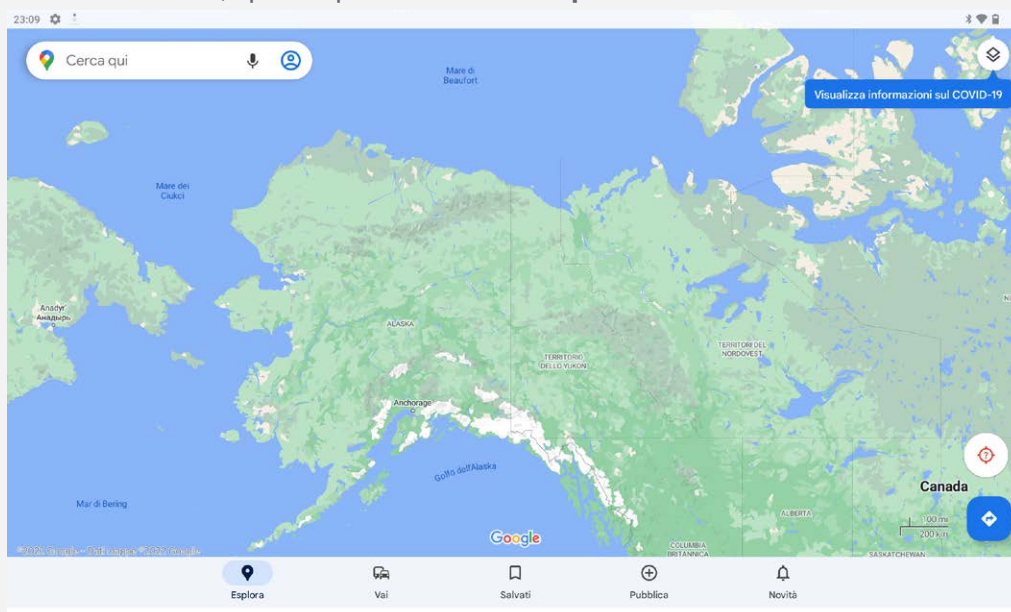 23:09
Cerca qui
Mare di
Beaufort
Visualizza informazioni sul COVID-19
Mare dei
Ciukci
Anadyr'
Анадырь
ALASKA
TERRITORI DEL
NORDOVEST
TERRITORIO
DELLO YUKON
Anchorage
Golfo dell'Alaska
Canada
Mar di Bering
ALBERTA
100 mi
200 km
Google
COLUMBIA
BRITANNICA
SASKATCHEWAN
Esplora
Vai
Salvati
Pubblica
Novità